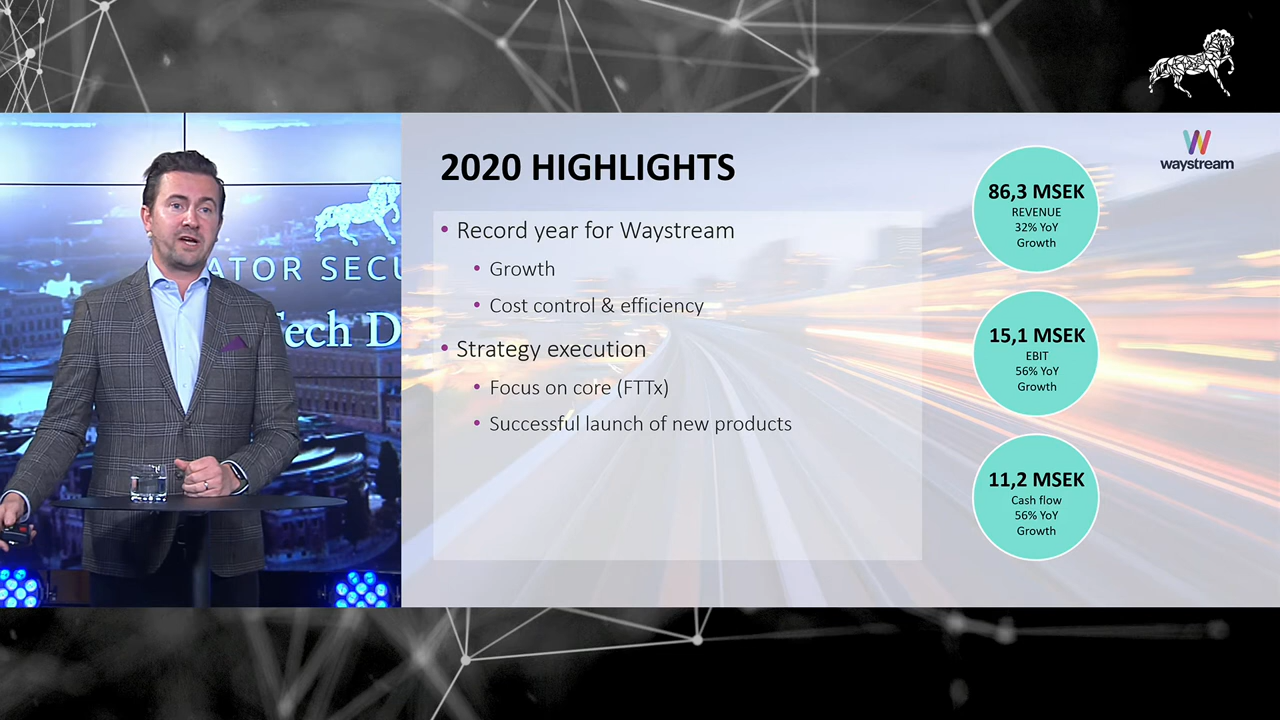 ATOR SECU
Tech D
2020 HIGHLIGHTS
• Record year for Waystream
• Growth
• Cost control & efficiency
• Strategy execution
• Focus on core (FTTx)
• Successful launch of new products
86,3 MSEK
REVENUE
32% YoY
Growth
15,1 MSEK
EBIT
56% YoY
Growth
11,2 MSEK
Cash flow
56% YoY
Growth
waystream